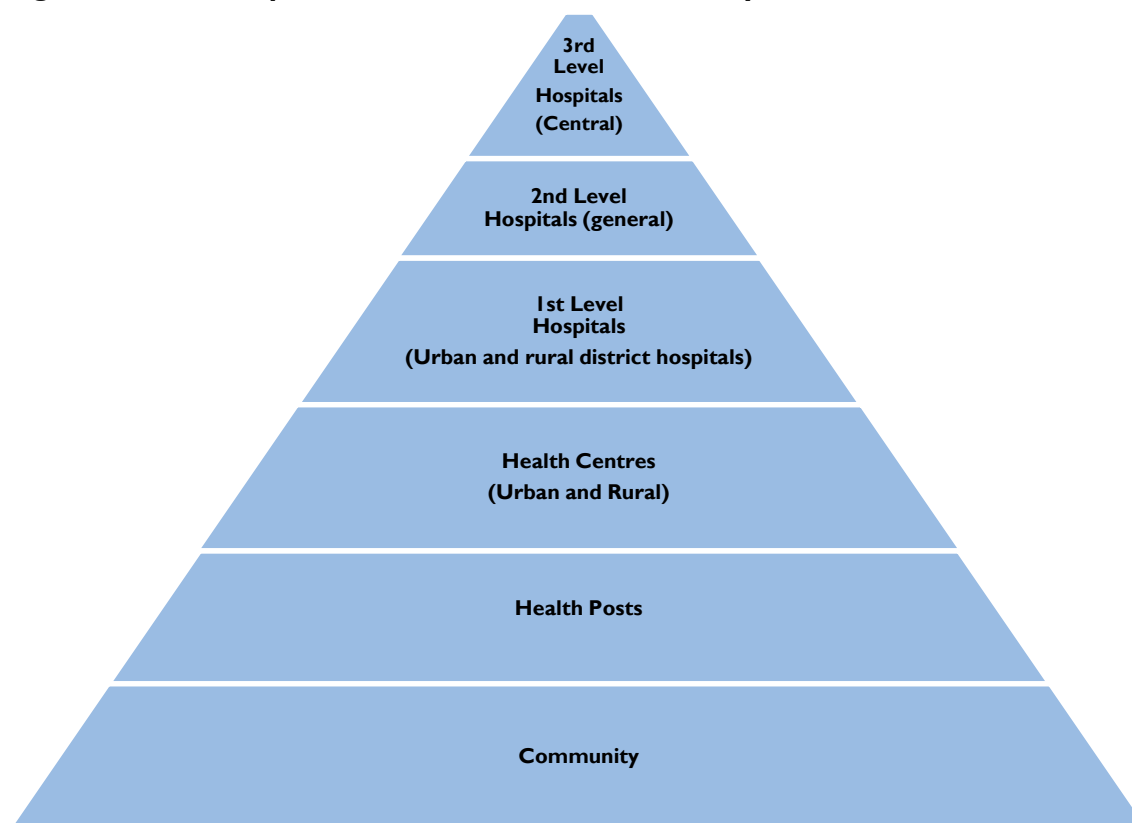 3rd
Level
Hospitals
(Central)
2nd Level
Hospitals (general)
1st Level
Hospitals
(Urban and rural district hospitals)
Health Centres
(Urban and Rural)
Health Posts
Community